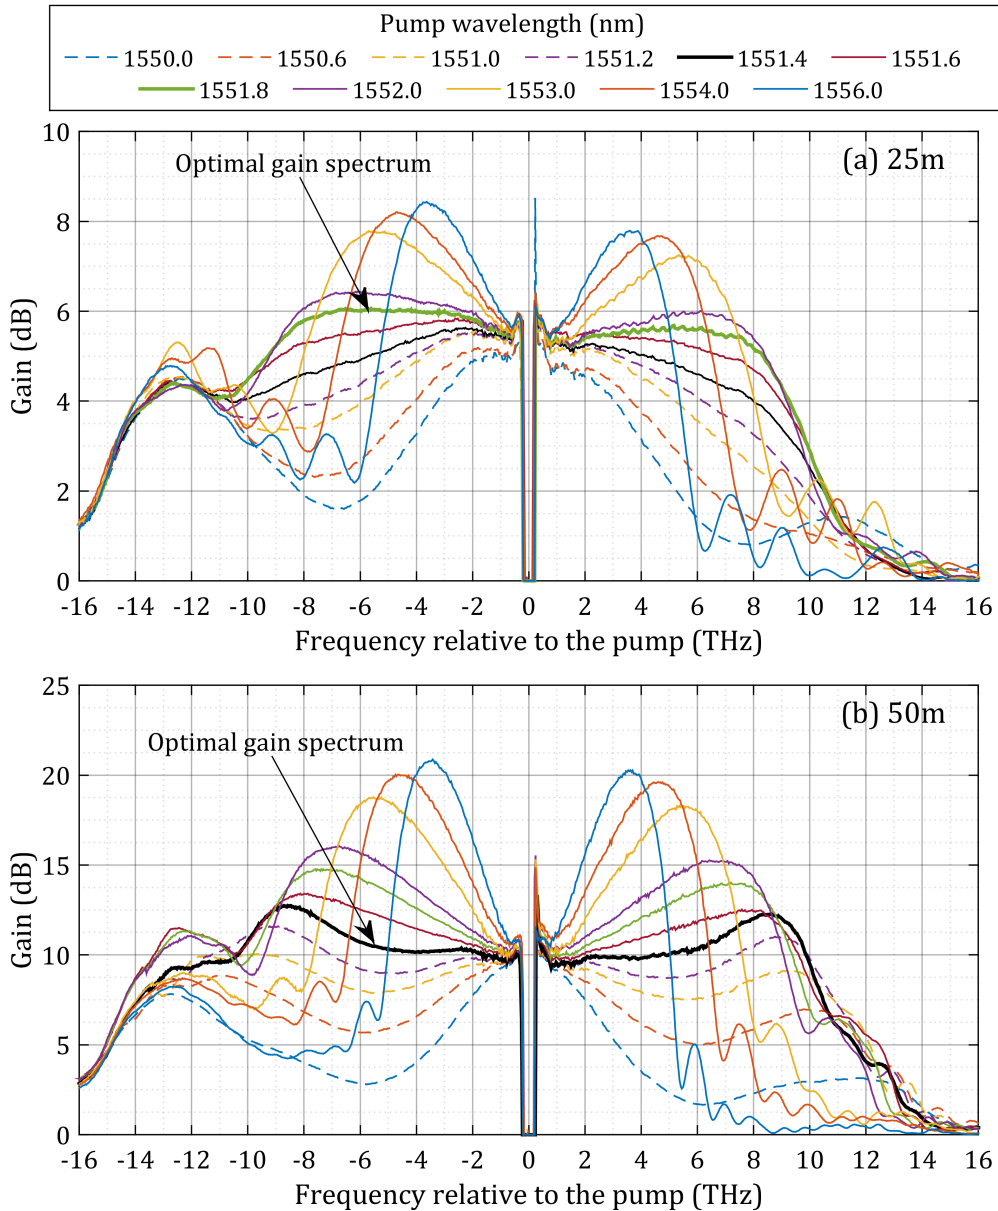 Pump wavelength (nm)
1550.0 1550.6 1551.0 1551.2 1551.4 1551.6
1551.8 1552.0 1553.0 1554.0 1556.0
10
8
6
4
2
0
Gain (dB)
Optimal gain spectrum
(a) 25m
-16 -14 -12 -10 -8 -6 -4 -2 0 2 4 6 8 10 12 14 16
Frequency relative to the pump (THz)
25
20
15
10
5
0
Gain (dB)
Optimal gain spectrum
(b) 50m
-16 -14 -12 -10 -8 -6 -4 -2 0 2 4 6 8 10 12 14 16
Frequency relative to the pump (THz)